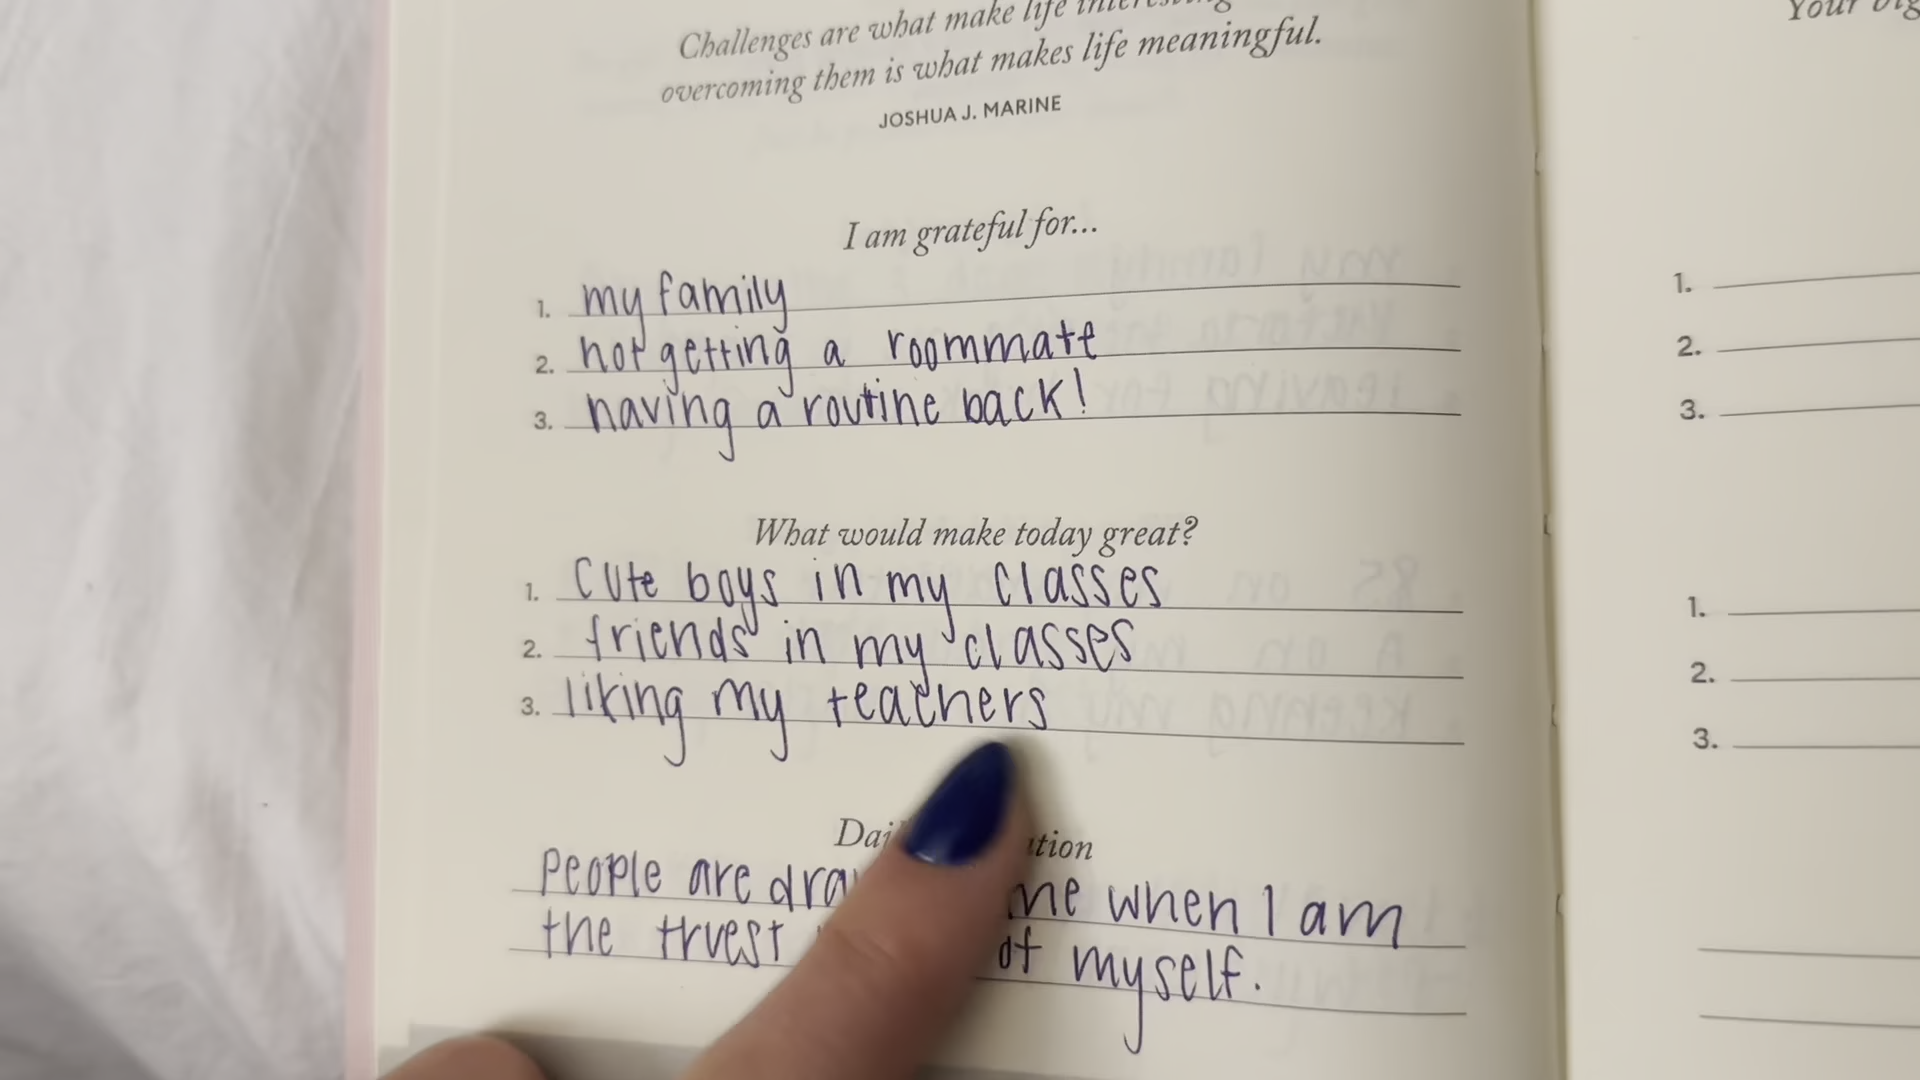 Challenges are what make life interesting
overcoming them is what makes life meaningful.
JOSHUA J. MARINE
I am grateful for...
1. my family
2. not getting a roommate
3. having a routine back!
What would make today great?
1. cute boys in my classes
2. friends in my classes
3. liking my teachers
People are me when I am
the truest of myself.
Your
1.
2.
3.
1.
2.
3.